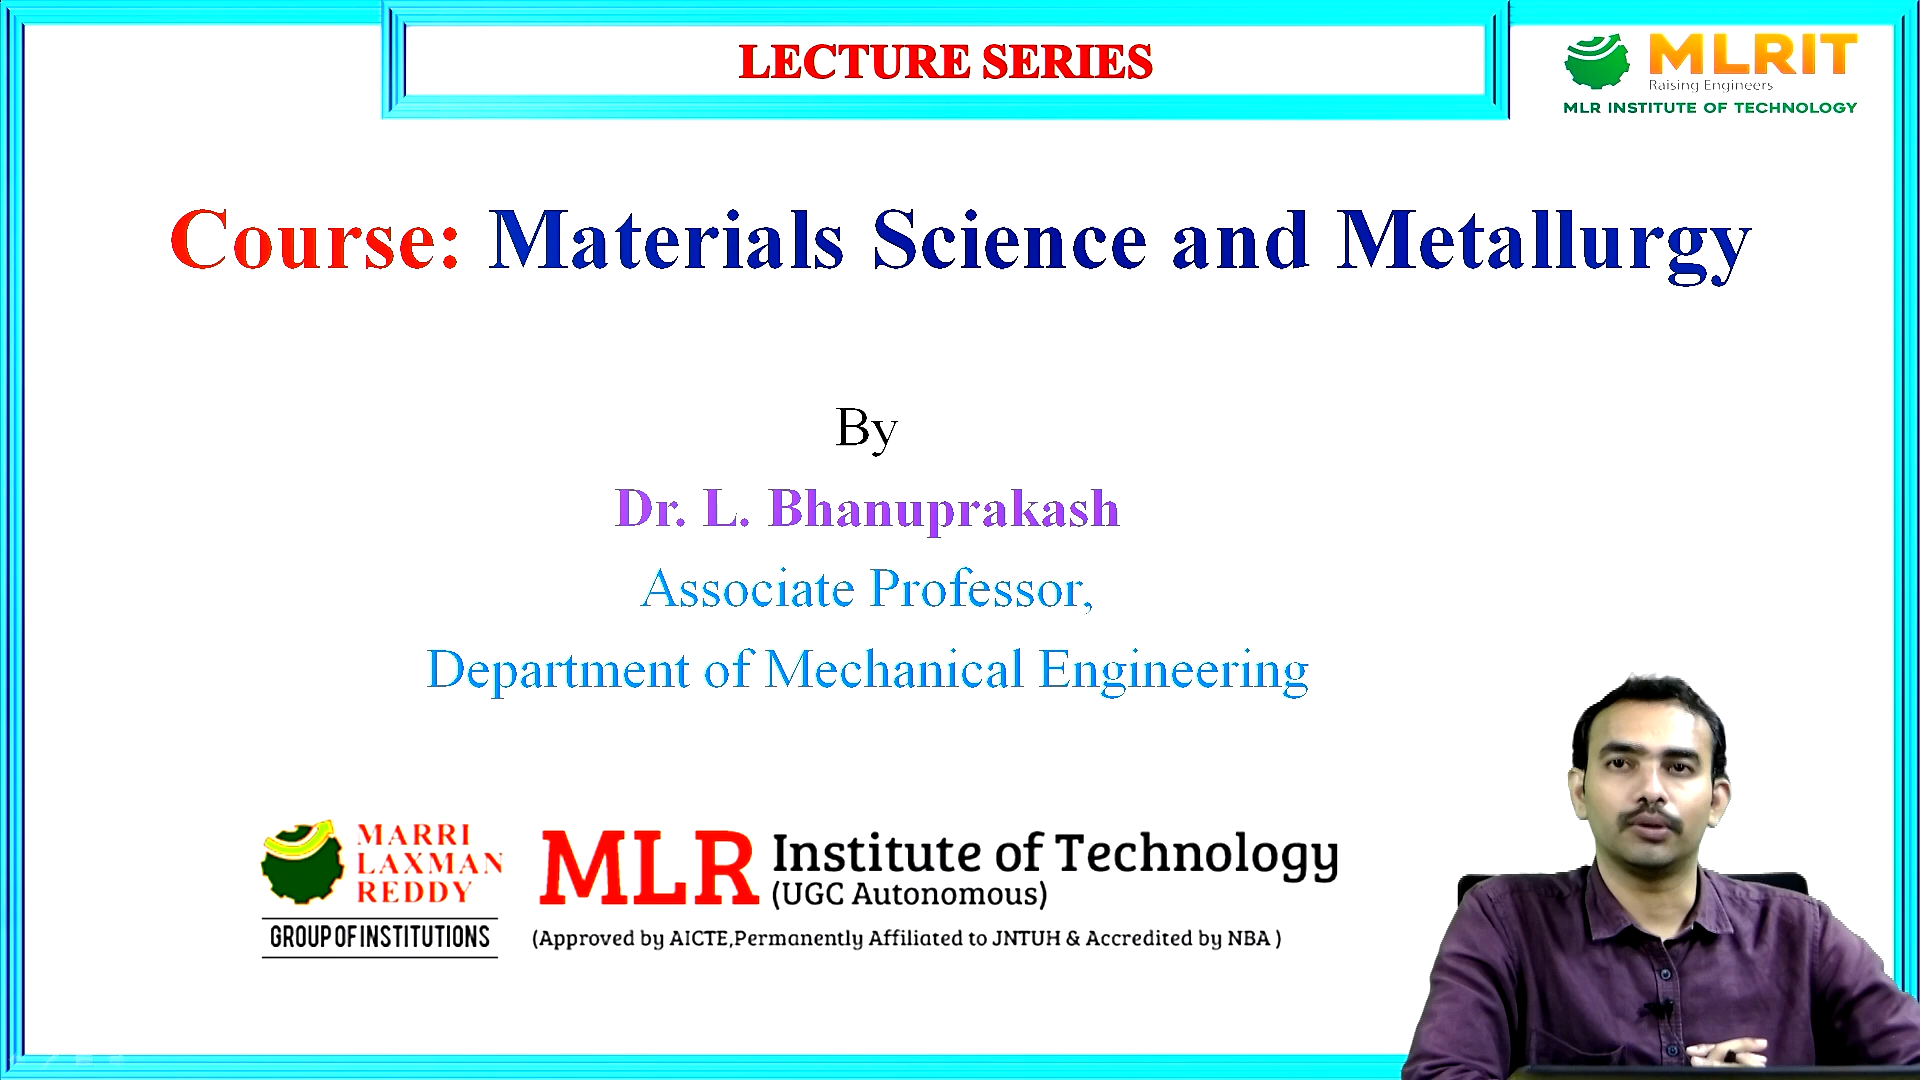 LECTURE SERIES
MLRIT
Raising Engineers
MLR INSTITUTE OF TECHNOLOGY
Course: Materials Science and Metallurgy
By
Dr. L. Bhanuprakash
Associate Professor,
Department of Mechanical Engineering
MARRI
LAXMAN
REDDY
GROUP OF INSTITUTIONS
MLR Institute of Technology
(UGC Autonomous)
(Approved by AICTE,Permanently Affiliated to JNTUH & Accredited by NBA )